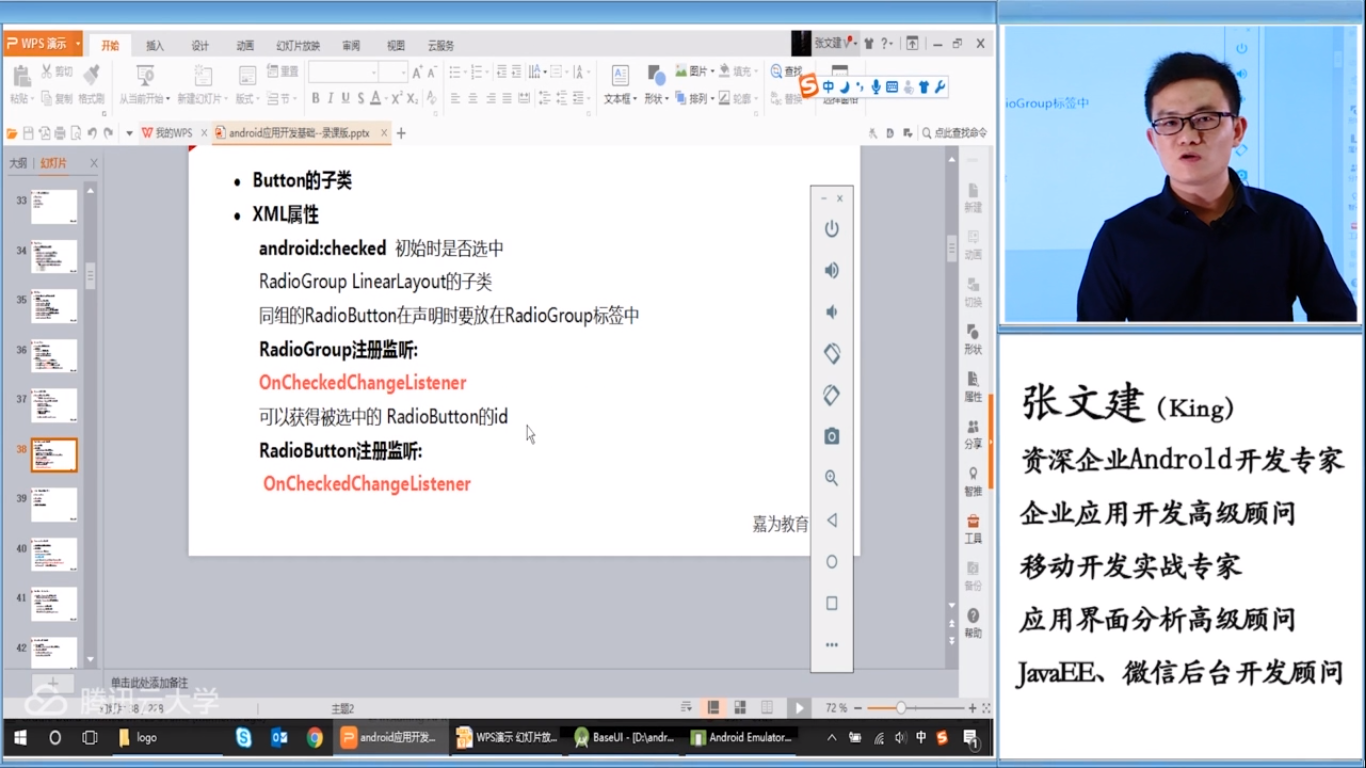 WPS 演示
开始
插入
设计
动画
幻灯片放映
审阅
视图
云服务
张文建
剪切
重置
图片
填充
查找
粘贴
复制
格式刷
从当前开始
新建幻灯片
版式
节
B I U S A X² X₂
文本框
形状
排列
轮廓
替换
选择窗格
中
我的WPS
android应用开发基础--录课版.pptx
点此查找命令
大纲
幻灯片
33
34
35
36
37
38
39
40
41
42
• Button的子类
• XML属性
android:checked 初始时是否选中
RadioGroup LinearLayout的子类
同组的RadioButton在声明时要放在RadioGroup标签中
RadioGroup注册监听:
OnCheckedChangeListener
可以获得被选中的 RadioButton的id
RadioButton注册监听:
OnCheckedChangeListener
嘉为教育
新建
动画
切换
形状
属性
分享
智推
工具
备份
帮助
单击此处添加备注
腾讯云大学
主题2
72 %
logo
android应用开发...
WPS演示 幻灯片放...
BaseUI - [D:\andr...
Android Emulator...
中
1
ioGroup标签中
张文建 (King)
资深企业Androld开发专家
企业应用开发高级顾问
移动开发实战专家
应用界面分析高级顾问
JavaEE、微信后台开发顾问